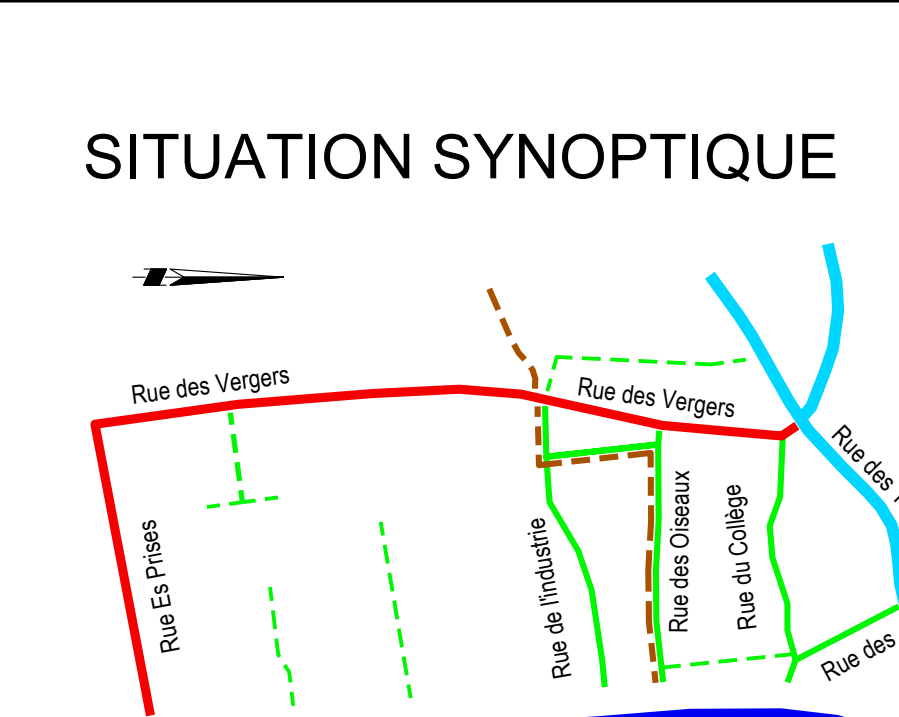 SITUATION SYNOPTIQUE
Rue des Vergers
Rue des Vergers
Rue des
Rue Es Prises
Rue de l'industrie
Rue des Oiseaux
Rue du Collège
Rue des